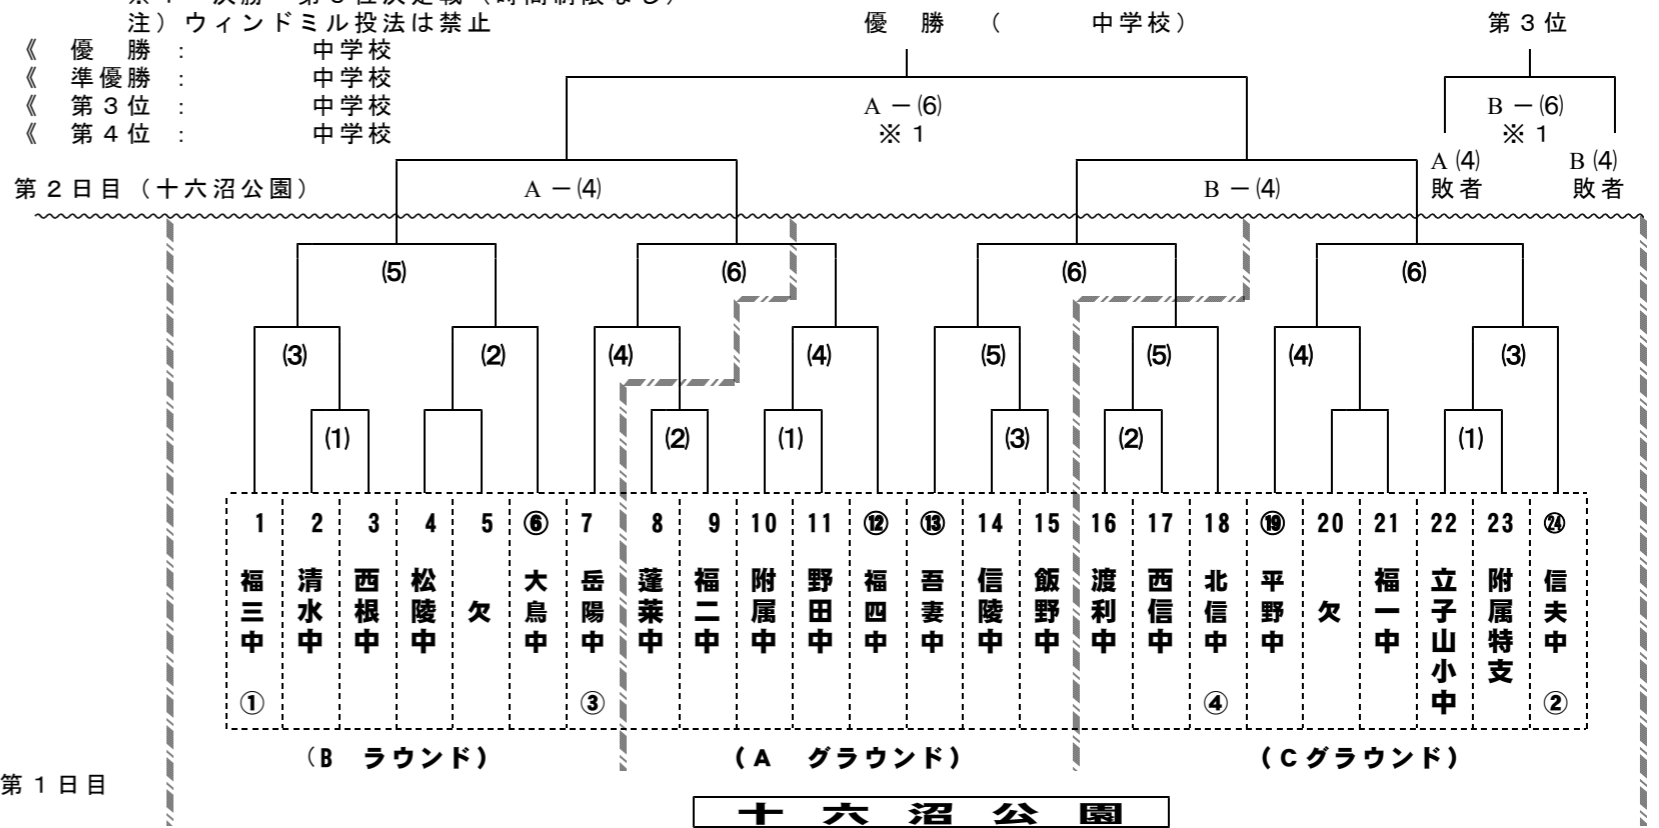 注）ウィンドミル投法は禁止
優　勝　（　　　中学校）
第３位
《　優　勝　：　　　　中学校
《　準優勝　：　　　　中学校
《　第３位　：　　　　中学校
《　第４位　：　　　　中学校
A－⑹
※１
B－⑹
※１
A⑷
敗者
B⑷
敗者
第２日目（十六沼公園）
A－⑷
B－⑷
⑸
⑹
⑹
⑹
⑶
⑵
⑷
⑷
⑸
⑸
⑷
⑶
⑴
⑵
⑴
⑶
⑵
⑴
1 福三中 ①
2 清水中
3 西根中
4 松陵中
5 欠
⑥ 大鳥中
7 岳陽中 ③
8 蓬莱中
9 福二中
10 附属中
11 野田中
⑫ 福四中
⑬ 吾妻中
14 信陵中
15 飯野中
16 渡利中
17 西信中
18 北信中 ④
⑲ 平野中
20 欠
21 福一中
22 立子山小中
23 附属特支
㉔ 信夫中 ②
（B　ラウンド）
（A　グラウンド）
（Cグラウンド）
第１日目
十六沼公園